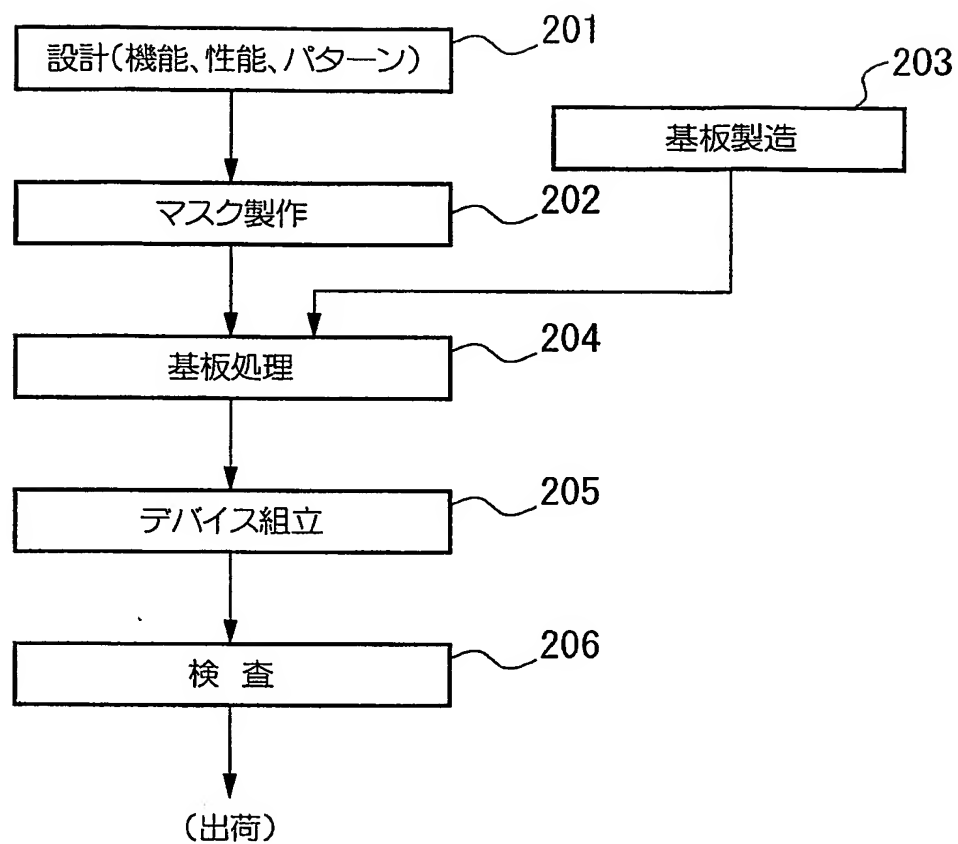 設計(機能、性能、パターン)
201
203
基板製造
マスク製作
202
基板処理
204
デバイス組立
205
検 査
206
(出荷)